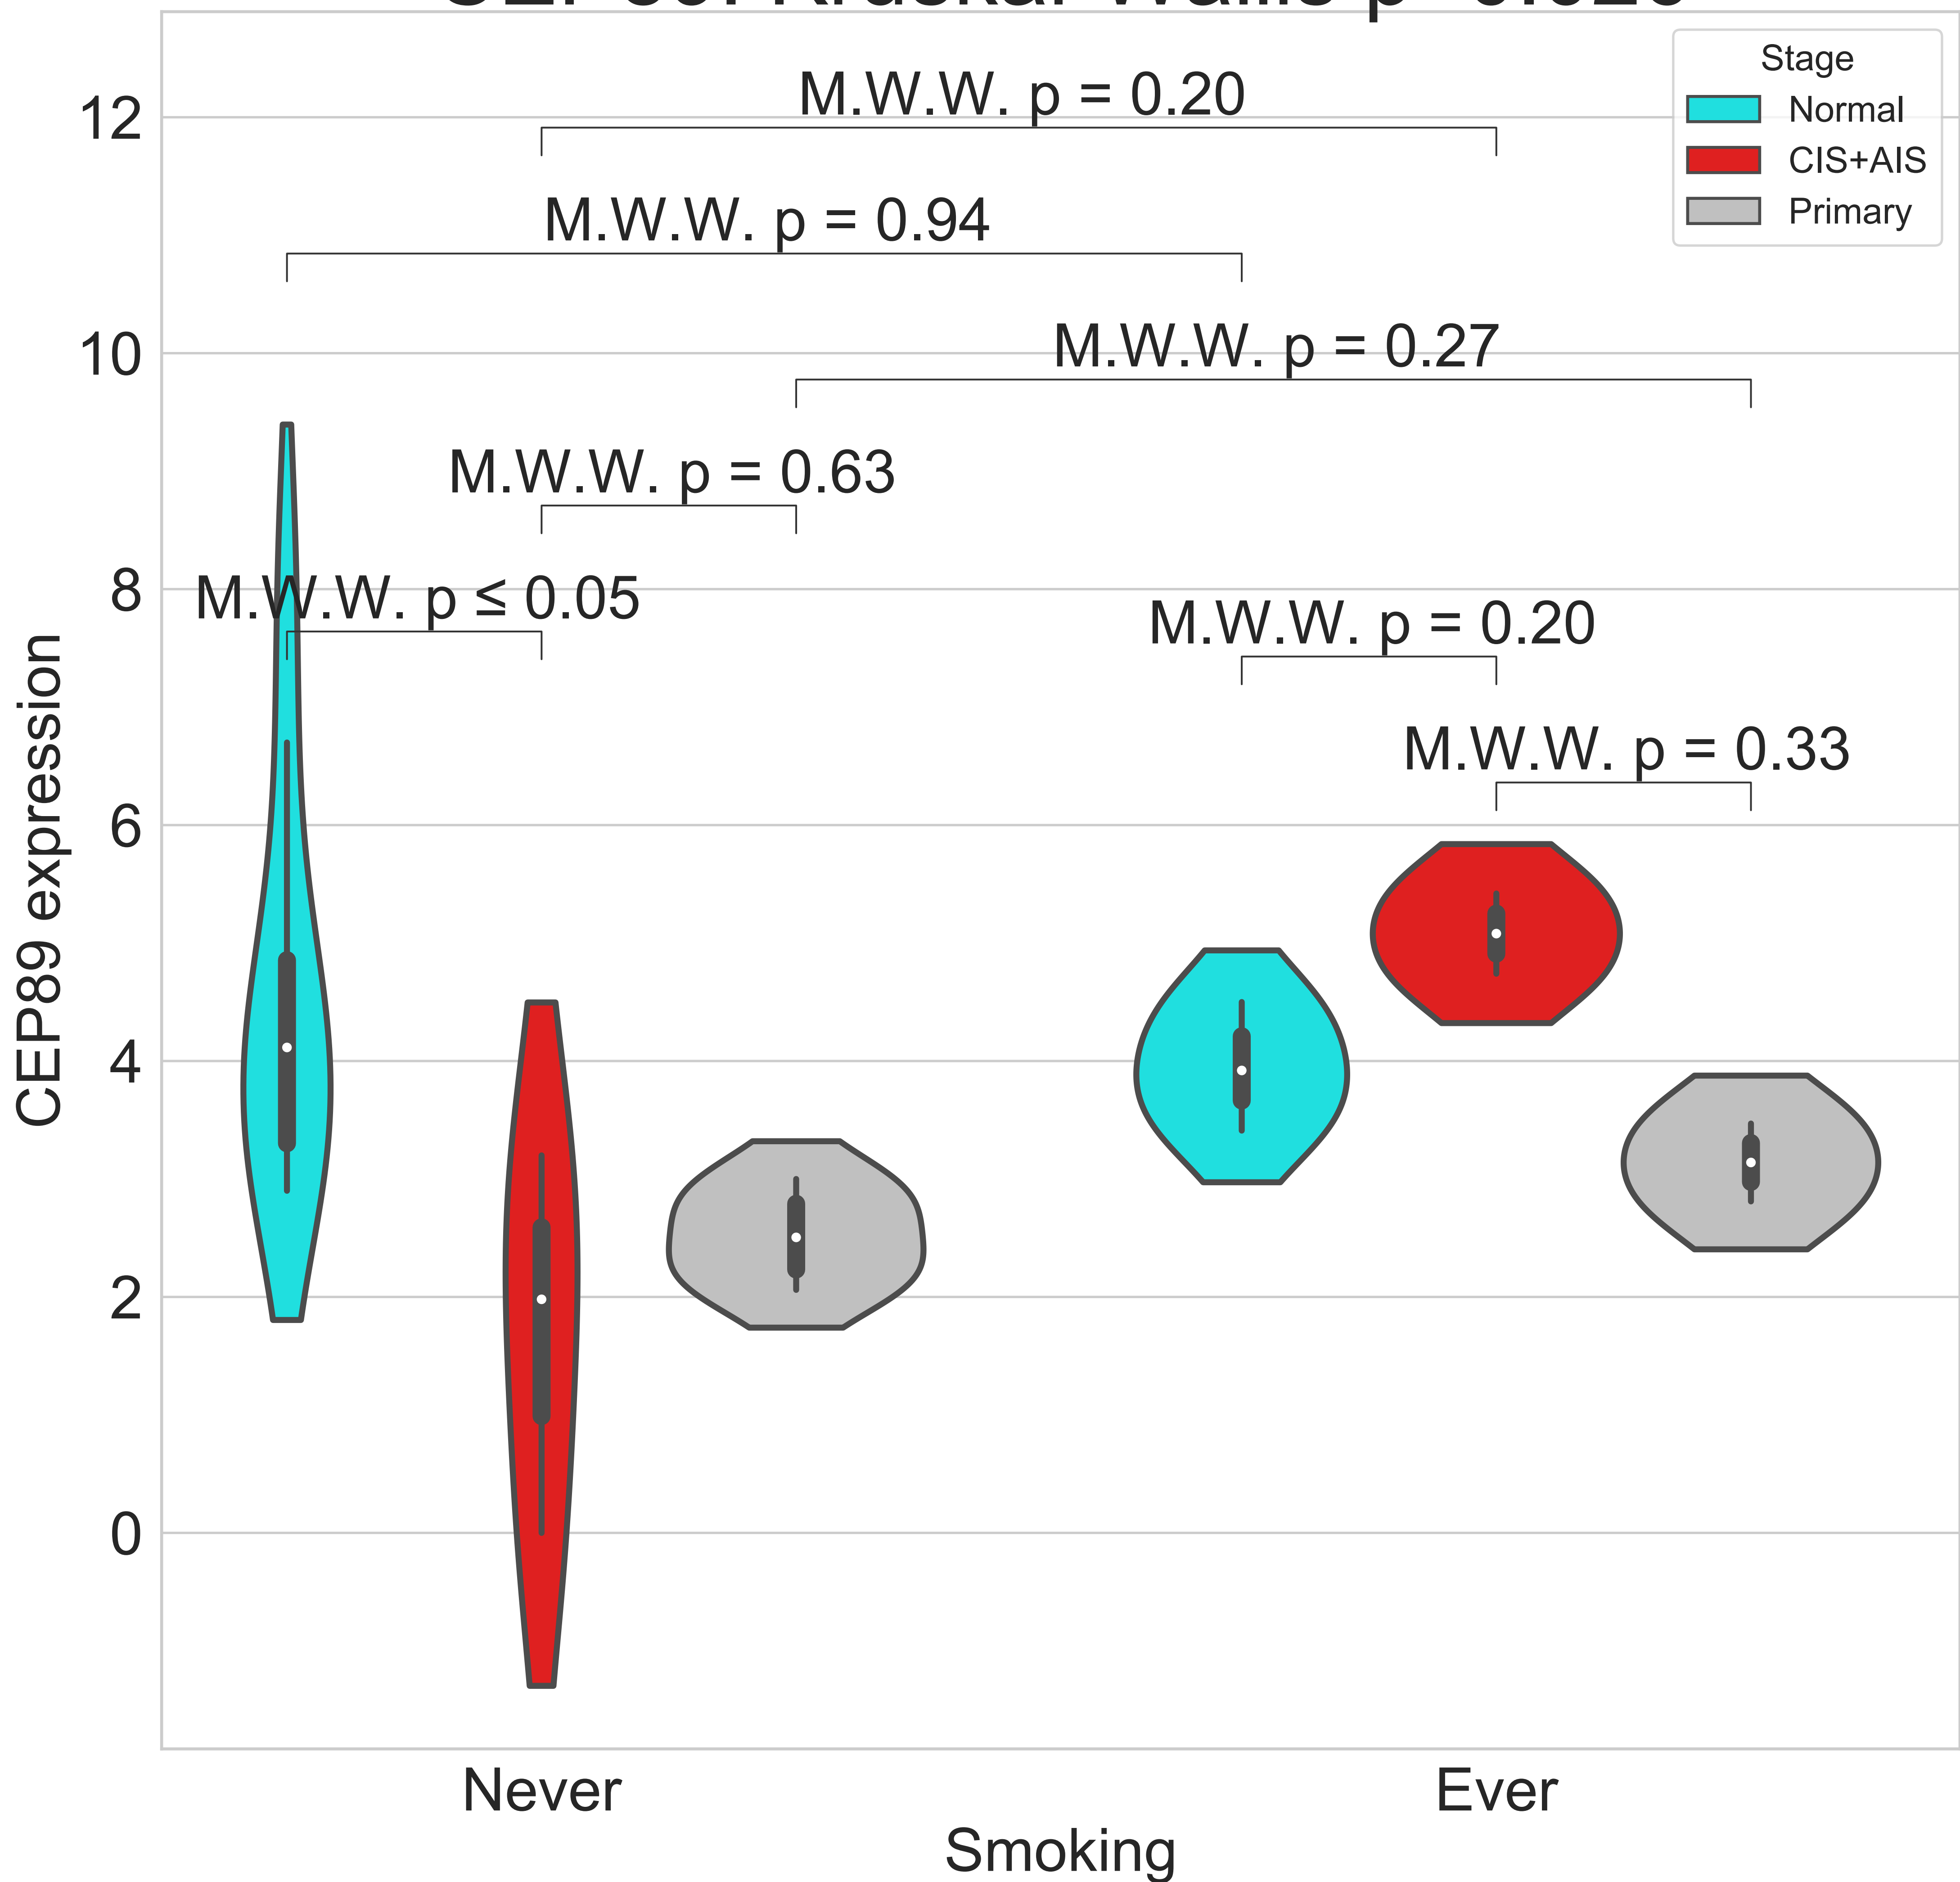 Stage
Normal
CIS+AIS
Primary
M.W.W. p = 0.20
M.W.W. p = 0.94
M.W.W. p = 0.27
M.W.W. p = 0.63
M.W.W. p ≤ 0.05
M.W.W. p = 0.20
M.W.W. p = 0.33
12
10
8
6
4
2
0
CEP89 expression
Never
Ever
Smoking